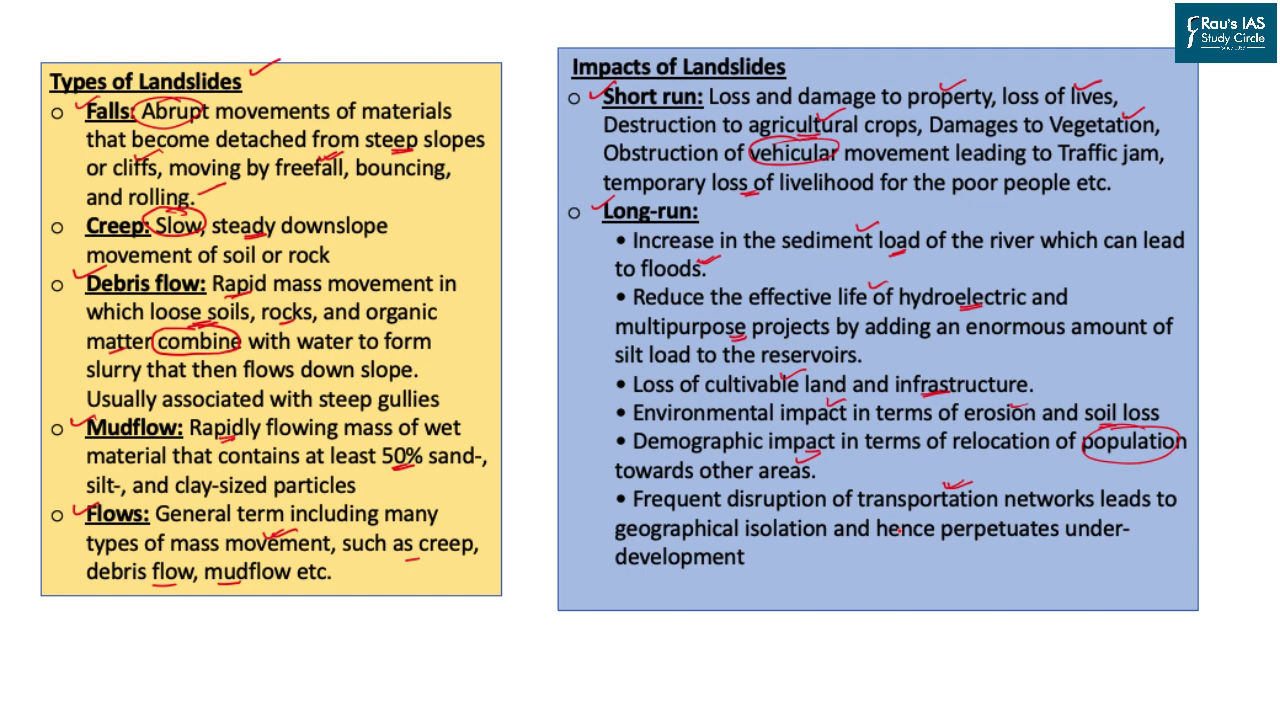 Rau's IAS
Study Circle
Types of Landslides
o Falls: Abrupt movements of materials
that become detached from steep slopes
or cliffs, moving by freefall, bouncing,
and rolling.
o Creep: Slow, steady downslope
movement of soil or rock
o Debris flow: Rapid mass movement in
which loose soils, rocks, and organic
matter combine with water to form
slurry that then flows down slope.
Usually associated with steep gullies
o Mudflow: Rapidly flowing mass of wet
material that contains at least 50% sand-,
silt-, and clay-sized particles
o Flows: General term including many
types of mass movement, such as creep,
debris flow, mudflow etc.
Impacts of Landslides
o Short run: Loss and damage to property, loss of lives,
Destruction to agricultural crops, Damages to Vegetation,
Obstruction of vehicular movement leading to Traffic jam,
temporary loss of livelihood for the poor people etc.
o Long-run:
• Increase in the sediment load of the river which can lead
to floods.
• Reduce the effective life of hydroelectric and
multipurpose projects by adding an enormous amount of
silt load to the reservoirs.
• Loss of cultivable land and infrastructure.
• Environmental impact in terms of erosion and soil loss
• Demographic impact in terms of relocation of population
towards other areas.
• Frequent disruption of transportation networks leads to
geographical isolation and hence perpetuates under-
development